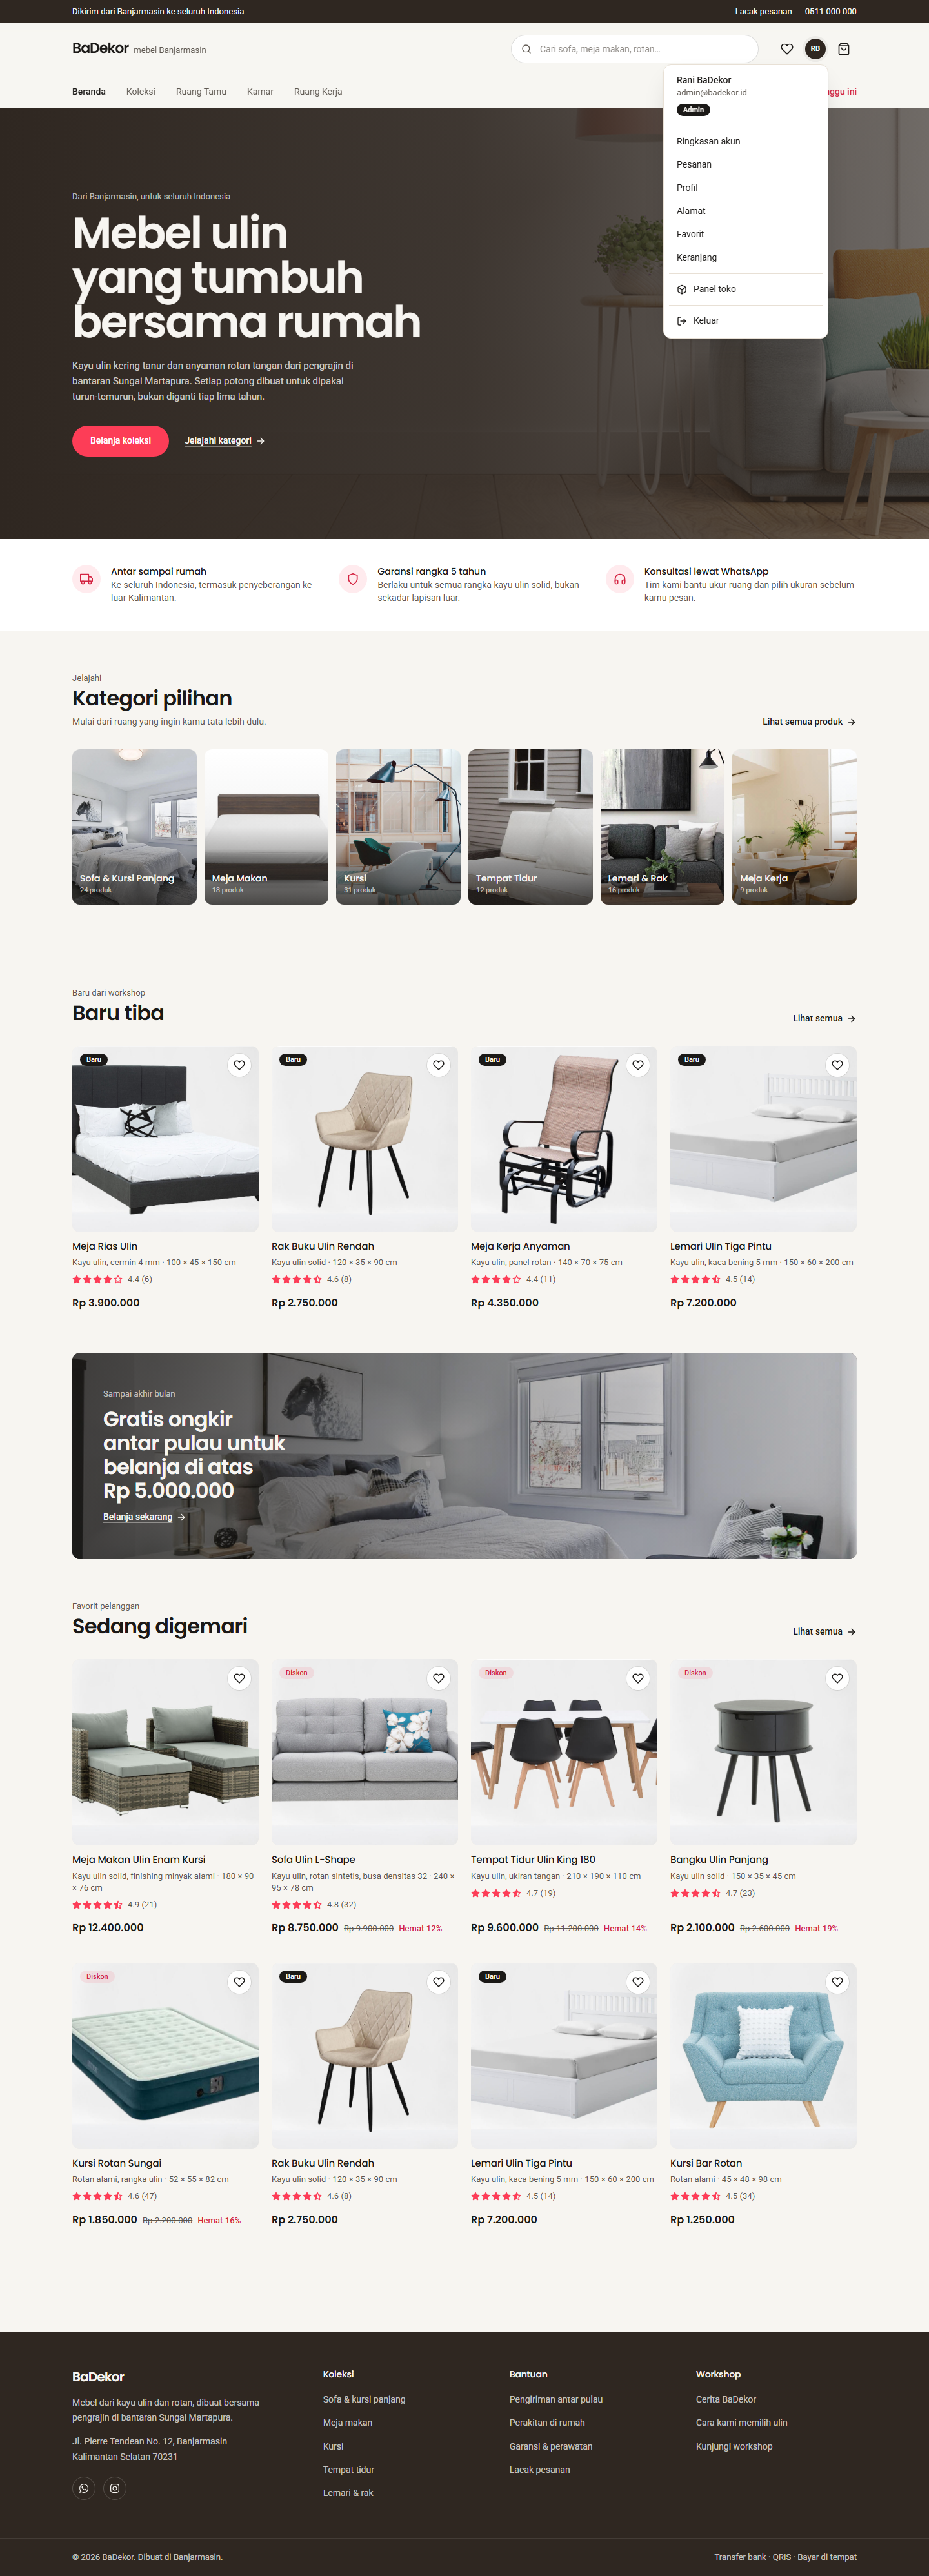 Dikirim dari Banjarmasin ke seluruh Indonesia
Lacak pesanan
0511 000 000
BaDekor mebel Banjarmasin
Cari sofa, meja makan, rotan...
RB
Beranda
Koleksi
Ruang Tamu
Kamar
Ruang Kerja
ggu ini
Rani BaDekor
admin@badekor.id
Admin
Ringkasan akun
Pesanan
Profil
Alamat
Favorit
Keranjang
Panel toko
Keluar
Dari Banjarmasin, untuk seluruh Indonesia
Mebel ulin
yang tumbuh
bersama rumah
Kayu ulin kering tanur dan anyaman rotan tangan dari pengrajin di
bantaran Sungai Martapura. Setiap potong dibuat untuk dipakai
turun-temurun, bukan diganti tiap lima tahun.
Belanja koleksi
Jelajahi kategori
Antar sampai rumah
Ke seluruh Indonesia, termasuk penyeberangan ke
luar Kalimantan.
Garansi rangka 5 tahun
Berlaku untuk semua rangka kayu ulin solid, bukan
sekadar lapisan luar.
Konsultasi lewat WhatsApp
Tim kami bantu ukur ruang dan pilih ukuran sebelum
kamu pesan.
Jelajahi
Kategori pilihan
Mulai dari ruang yang ingin kamu tata lebih dulu.
Lihat semua produk
Sofa & Kursi Panjang
24 produk
Meja Makan
18 produk
Kursi
31 produk
Tempat Tidur
12 produk
Lemari & Rak
16 produk
Meja Kerja
9 produk
Baru dari workshop
Baru tiba
Lihat semua
Baru
Baru
Baru
Baru
Meja Rias Ulin
Kayu ulin, cermin 4 mm · 100 × 45 × 150 cm
4.4 (6)
Rp 3.900.000
Rak Buku Ulin Rendah
Kayu ulin solid · 120 × 35 × 90 cm
4.6 (8)
Rp 2.750.000
Meja Kerja Anyaman
Kayu ulin, panel rotan · 140 × 70 × 75 cm
4.4 (11)
Rp 4.350.000
Lemari Ulin Tiga Pintu
Kayu ulin, kaca bening 5 mm · 150 × 60 × 200 cm
4.5 (14)
Rp 7.200.000
Sampai akhir bulan
Gratis ongkir
antar pulau untuk
belanja di atas
Rp 5.000.000
Belanja sekarang
Favorit pelanggan
Sedang digemari
Lihat semua
Diskon
Diskon
Diskon
Meja Makan Ulin Enam Kursi
Kayu ulin solid, finishing minyak alami · 180 × 90
× 76 cm
4.9 (21)
Rp 12.400.000
Sofa Ulin L-Shape
Kayu ulin, rotan sintetis, busa densitas 32 · 240 ×
95 × 78 cm
4.8 (32)
Rp 8.750.000 Rp 9.900.000 Hemat 12%
Tempat Tidur Ulin King 180
Kayu ulin, ukiran tangan · 210 × 190 × 110 cm
4.7 (19)
Rp 9.600.000 Rp 11.200.000 Hemat 14%
Bangku Ulin Panjang
Kayu ulin solid · 150 × 35 × 45 cm
4.7 (23)
Rp 2.100.000 Rp 2.600.000 Hemat 19%
Diskon
Baru
Baru
Kursi Rotan Sungai
Rotan alami, rangka ulin · 52 × 55 × 82 cm
4.6 (47)
Rp 1.850.000 Rp 2.200.000 Hemat 16%
Rak Buku Ulin Rendah
Kayu ulin solid · 120 × 35 × 90 cm
4.6 (8)
Rp 2.750.000
Lemari Ulin Tiga Pintu
Kayu ulin, kaca bening 5 mm · 150 × 60 × 200 cm
4.5 (14)
Rp 7.200.000
Kursi Bar Rotan
Rotan alami · 45 × 48 × 98 cm
4.5 (34)
Rp 1.250.000
BaDekor
Mebel dari kayu ulin dan rotan, dibuat bersama
pengrajin di bantaran Sungai Martapura.
Jl. Pierre Tendean No. 12, Banjarmasin
Kalimantan Selatan 70231
Koleksi
Sofa & kursi panjang
Meja makan
Kursi
Tempat tidur
Lemari & rak
Bantuan
Pengiriman antar pulau
Perakitan di rumah
Garansi & perawatan
Lacak pesanan
Workshop
Cerita BaDekor
Cara kami memilih ulin
Kunjungi workshop
© 2026 BaDekor. Dibuat di Banjarmasin.
Transfer bank · QRIS · Bayar di tempat